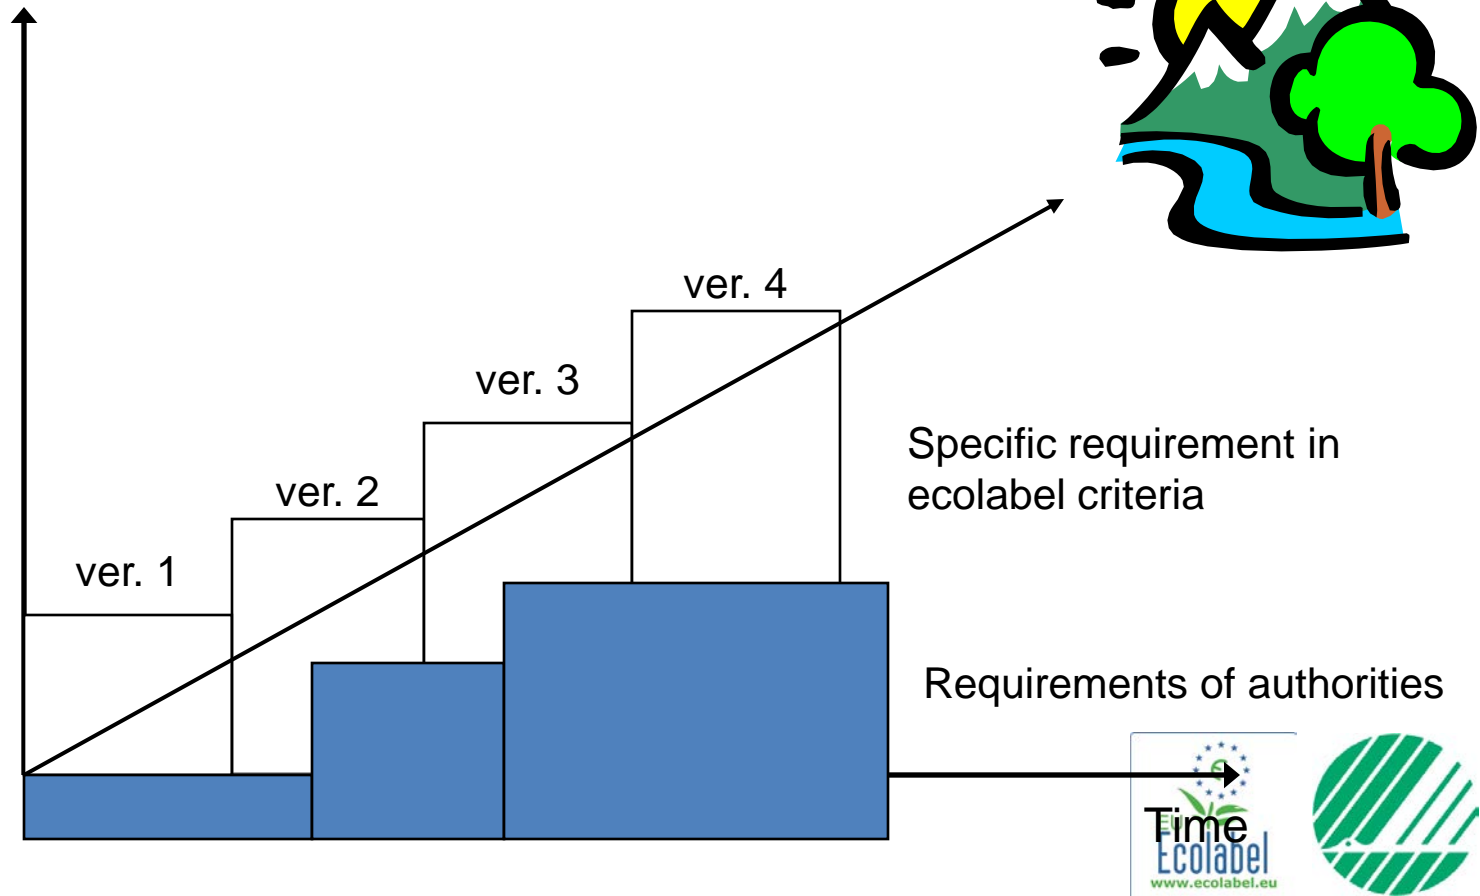 ver. 4
ver. 3
Specific requirement in
ecolabel criteria
ver. 2
ver. 1
Requirements of authorities
Time
EU
Ecolabel
www.ecolabel.eu